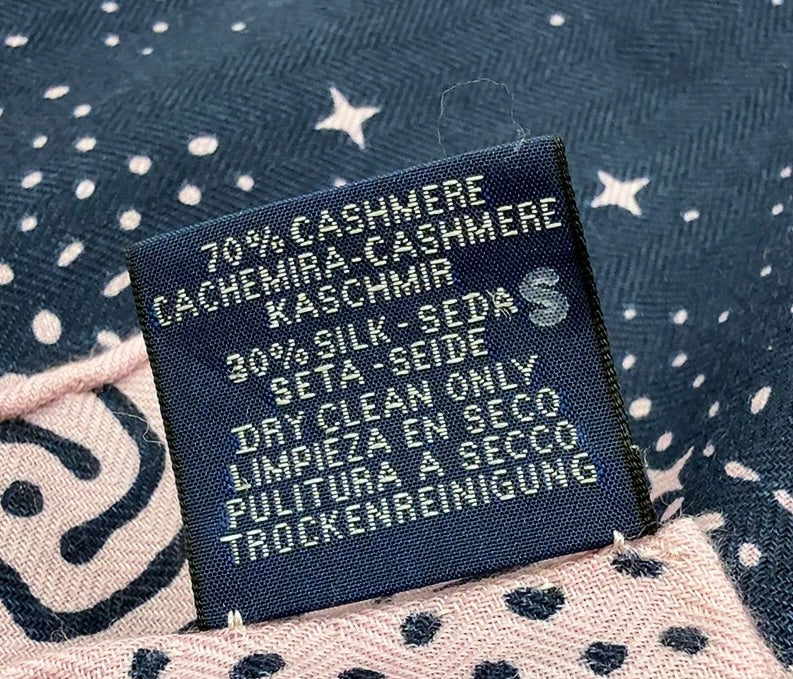 70% CASHMERE
CACHEMIRA-CASHMERE
KASCHMIR
30% SILK - SEDA S
SETA - SEIDE
DRY CLEAN ONLY
LIMPIEZA EN SECO
PULITURA A SECCO
TROCKENREINIGUNG